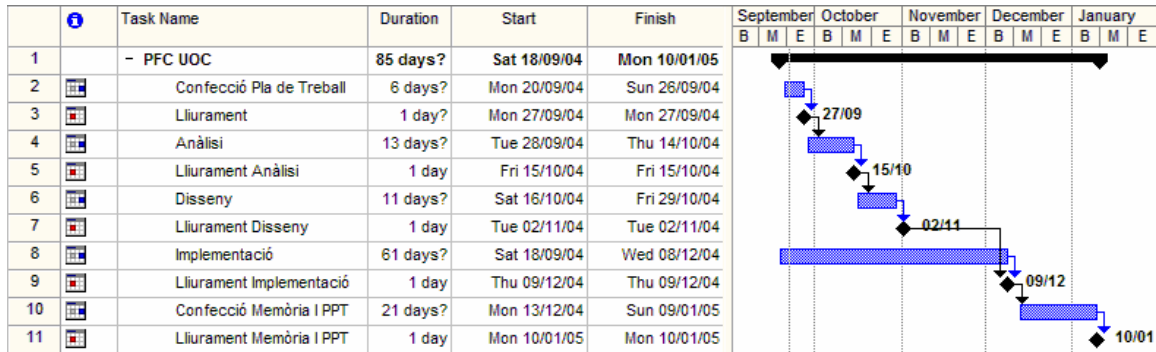 Task Name Duration Start Finish September October November December January
B M E B M E B M E B M E B M E
1 − PFC UOC 85 days? Sat 18/09/04 Mon 10/01/05
2 Confecció Pla de Treball 6 days? Mon 20/09/04 Sun 26/09/04
3 Lliurament 1 day? Mon 27/09/04 Mon 27/09/04 27/09
4 Anàlisi 13 days? Tue 28/09/04 Thu 14/10/04
5 Lliurament Anàlisi 1 day Fri 15/10/04 Fri 15/10/04 15/10
6 Disseny 11 days? Sat 16/10/04 Fri 29/10/04
7 Lliurament Disseny 1 day Tue 02/11/04 Tue 02/11/04 02/11
8 Implementació 61 days? Sat 18/09/04 Wed 08/12/04
9 Lliurament Implementació 1 day Thu 09/12/04 Thu 09/12/04 09/12
10 Confecció Memòria I PPT 21 days? Mon 13/12/04 Sun 09/01/05
11 Lliurament Memòria I PPT 1 day Mon 10/01/05 Mon 10/01/05 10/01